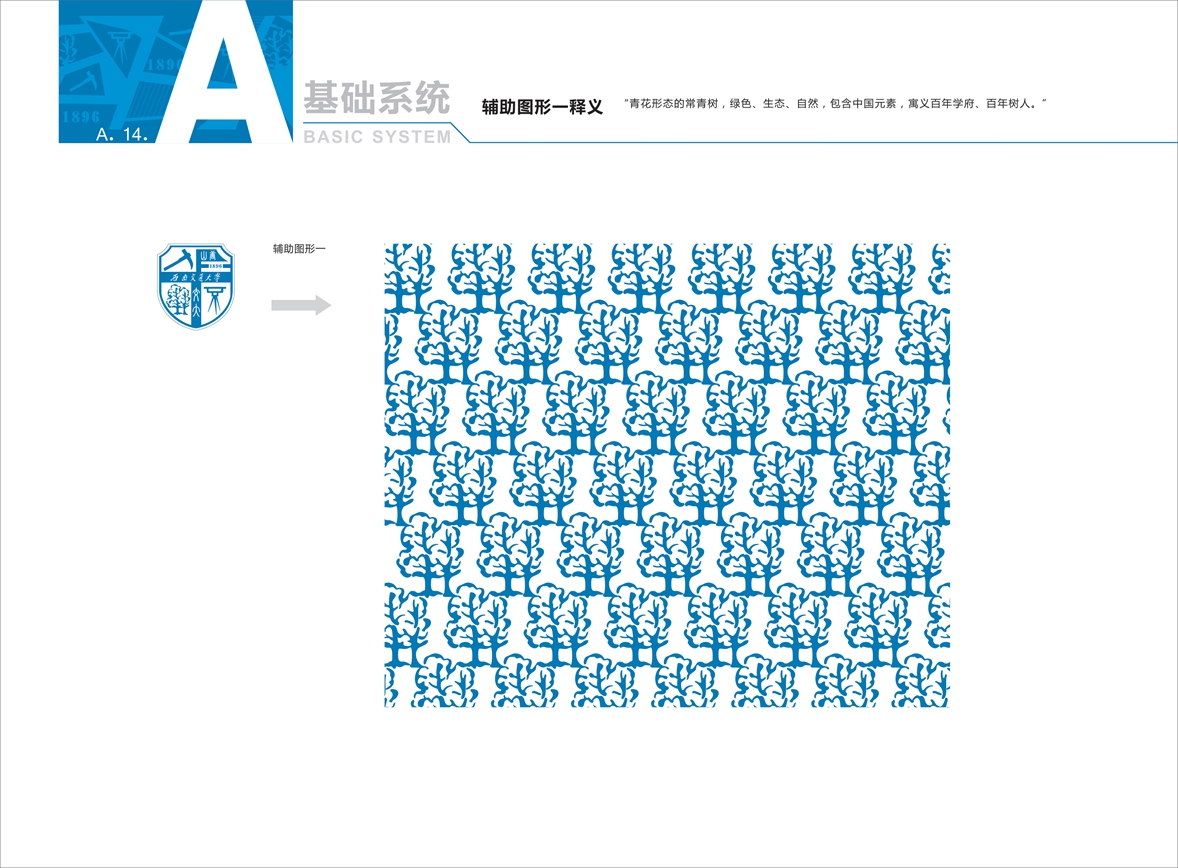 1896
1896
A
A. 14.
基础系统
BASIC SYSTEM
辅助图形一释义
“青花形态的常青树，绿色、生态、自然，包含中国元素，寓义百年学府、百年树人。”
辅助图形一
1896
西南交通大学